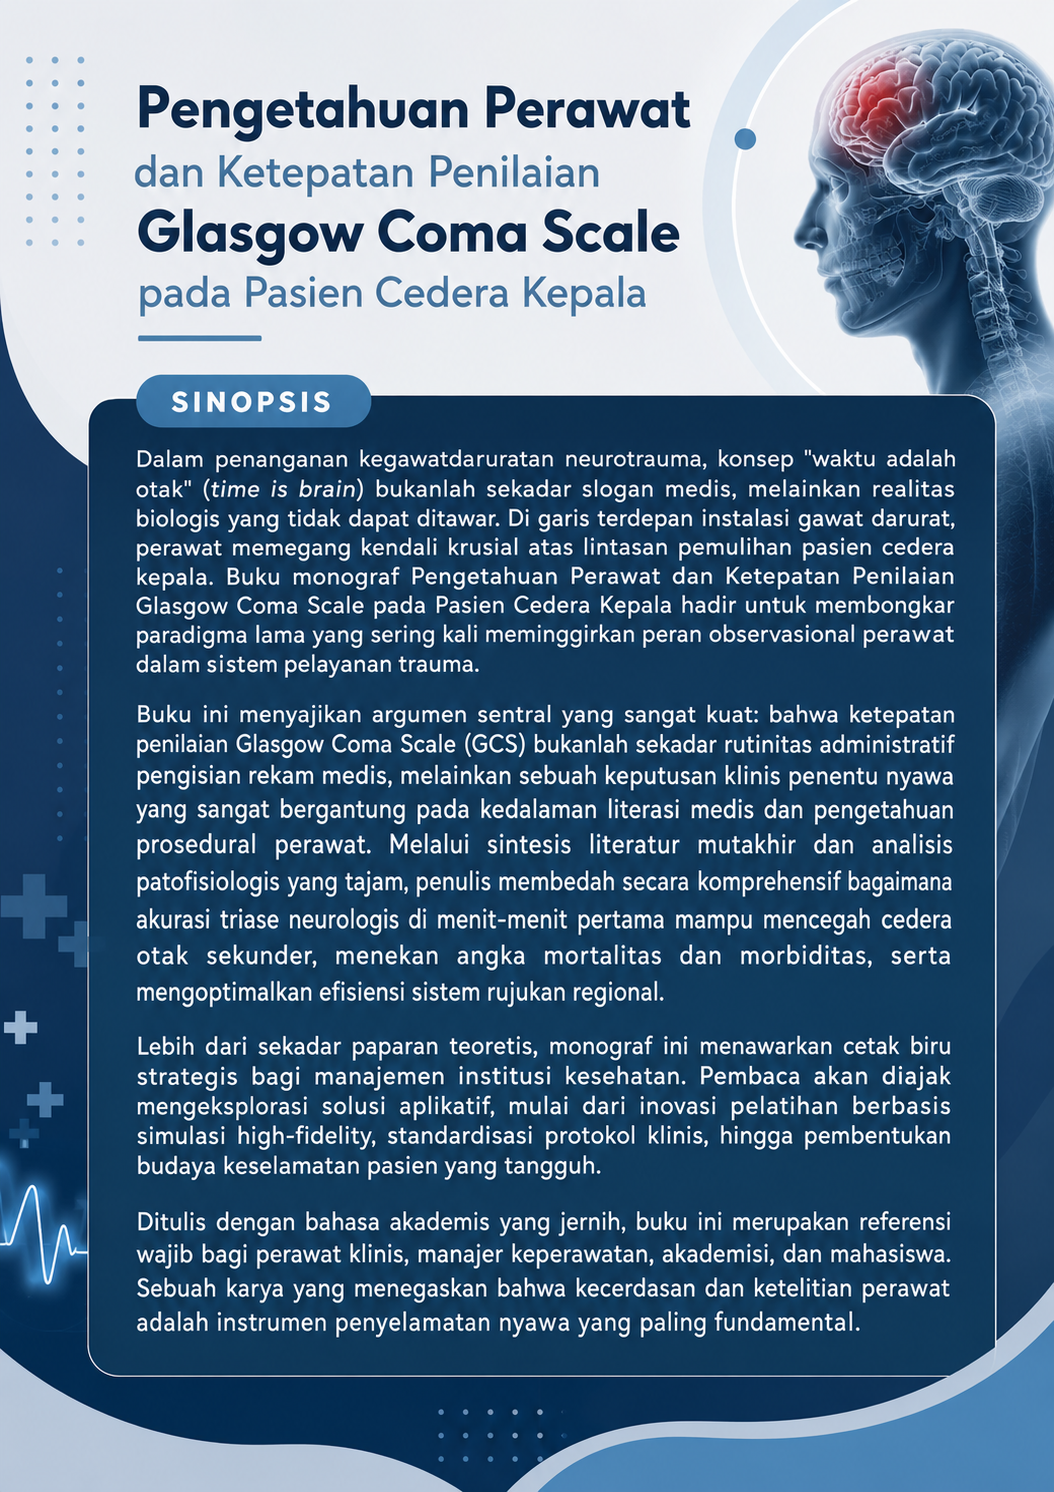 Pengetahuan Perawat
dan Ketepatan Penilaian
Glasgow Coma Scale
pada Pasien Cedera Kepala
SINOPSIS
Dalam penanganan kegawatdaruratan neurotrauma, konsep "waktu adalah
otak" (time is brain) bukanlah sekadar slogan medis, melainkan realitas
biologis yang tidak dapat ditawar. Di garis terdepan instalasi gawat darurat,
perawat memegang kendali krusial atas lintasan pemulihan pasien cedera
kepala. Buku monograf Pengetahuan Perawat dan Ketepatan Penilaian
Glasgow Coma Scale pada Pasien Cedera Kepala hadir untuk membongkar
paradigma lama yang sering kali meminggirkan peran observasional perawat
dalam sistem pelayanan trauma.
Buku ini menyajikan argumen sentral yang sangat kuat: bahwa ketepatan
penilaian Glasgow Coma Scale (GCS) bukanlah sekadar rutinitas administratif
pengisian rekam medis, melainkan sebuah keputusan klinis penentu nyawa
yang sangat bergantung pada kedalaman literasi medis dan pengetahuan
prosedural perawat. Melalui sintesis literatur mutakhir dan analisis
patofisiologis yang tajam, penulis membedah secara komprehensif bagaimana
akurasi triase neurologis di menit-menit pertama mampu mencegah cedera
otak sekunder, menekan angka mortalitas dan morbiditas, serta
mengoptimalkan efisiensi sistem rujukan regional.
Lebih dari sekadar paparan teoretis, monograf ini menawarkan cetak biru
strategis bagi manajemen institusi kesehatan. Pembaca akan diajak
mengeksplorasi solusi aplikatif, mulai dari inovasi pelatihan berbasis
simulasi high-fidelity, standardisasi protokol klinis, hingga pembentukan
budaya keselamatan pasien yang tangguh.
Ditulis dengan bahasa akademis yang jernih, buku ini merupakan referensi
wajib bagi perawat klinis, manajer keperawatan, akademisi, dan mahasiswa.
Sebuah karya yang menegaskan bahwa kecerdasan dan ketelitian perawat
adalah instrumen penyelamatan nyawa yang paling fundamental.